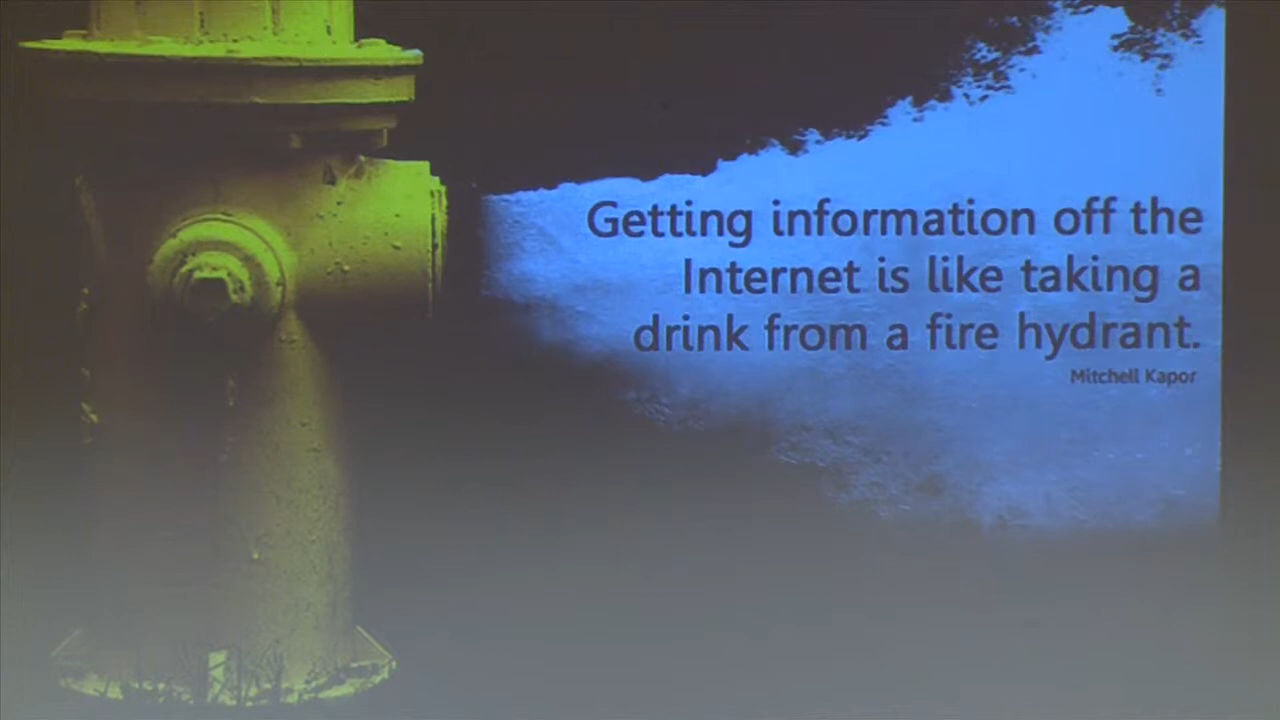 Getting information off the
Internet is like taking a
drink from a fire hydrant.
Mitchell Kapor